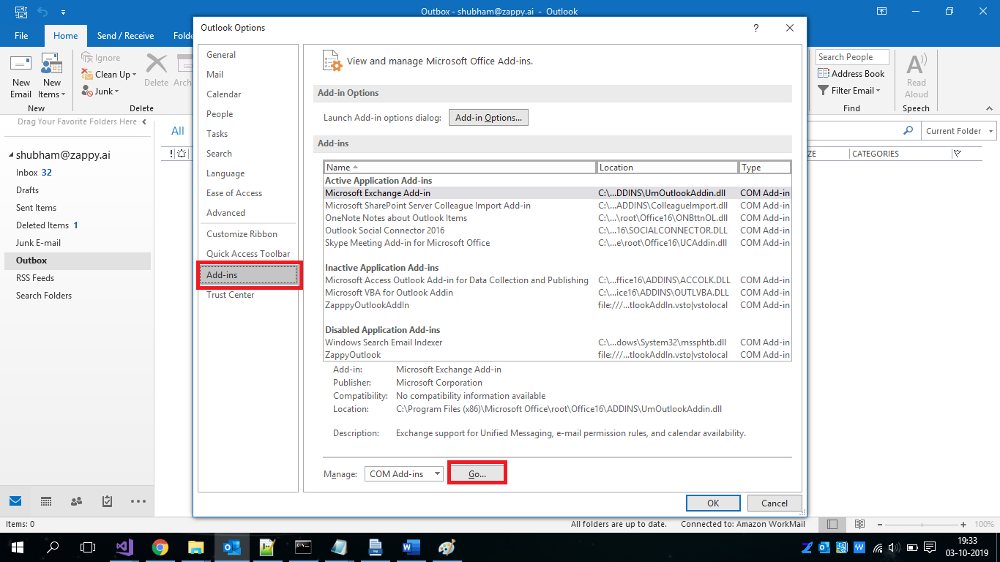 Outbox - shubham@zappy.ai - Outlook
File Home Send / Receive Folde
New Email
New Items
Ignore
Clean Up
Junk
Delete
Arch
New
Delete
Search People
Address Book
Filter Email
Find
Read Aloud
Speech
Drag Your Favorite Folders Here
All
Current Folder
ZE CATEGORIES
shubham@zappy.ai
Inbox 32
Drafts
Sent Items
Deleted Items 1
Junk E-mail
Outbox
RSS Feeds
Search Folders
Outlook Options
General
Mail
Calendar
People
Tasks
Search
Language
Ease of Access
Advanced
Customize Ribbon
Quick Access Toolbar
Add-ins
Trust Center
View and manage Microsoft Office Add-ins.
Add-in Options
Launch Add-in options dialog: Add-in Options...
Add-ins
Name Location Type
Active Application Add-ins
Microsoft Exchange Add-in C:\...DDINS\UmOutlookAddin.dll COM Add-in
Microsoft SharePoint Server Colleague Import Add-in C:\...ADDINS\ColleagueImport.dll COM Add-in
OneNote Notes about Outlook Items C:\...\root\Office16\ONBttnOL.dll COM Add-in
Outlook Social Connector 2016 C:\...16\SOCIALCONNECTOR.DLL COM Add-in
Skype Meeting Add-in for Microsoft Office C:\...e\root\Office16\UCAddin.dll COM Add-in
Inactive Application Add-ins
Microsoft Access Outlook Add-in for Data Collection and Publishing C:\...ffice16\ADDINS\ACCOLK.DLL COM Add-in
Microsoft VBA for Outlook Addin C:\...ice16\ADDINS\OUTLVBA.DLL COM Add-in
ZapppyOutlookAddIn file:///...tlookAddIn.vsto|vstolocal COM Add-in
Disabled Application Add-ins
Windows Search Email Indexer C:\...dows\System32\mssphtb.dll COM Add-in
ZappyOutlook file:///...tlookAddIn.vsto|vstolocal COM Add-in
Add-in: Microsoft Exchange Add-in
Publisher: Microsoft Corporation
Compatibility: No compatibility information available
Location: C:\Program Files (x86)\Microsoft Office\root\Office16\ADDINS\UmOutlookAddin.dll
Description: Exchange support for Unified Messaging, e-mail permission rules, and calendar availability.
Manage: COM Add-ins Go...
OK Cancel
Items: 0 All folders are up to date. Connected to: Amazon WorkMail 100%
19:33
03-10-2019